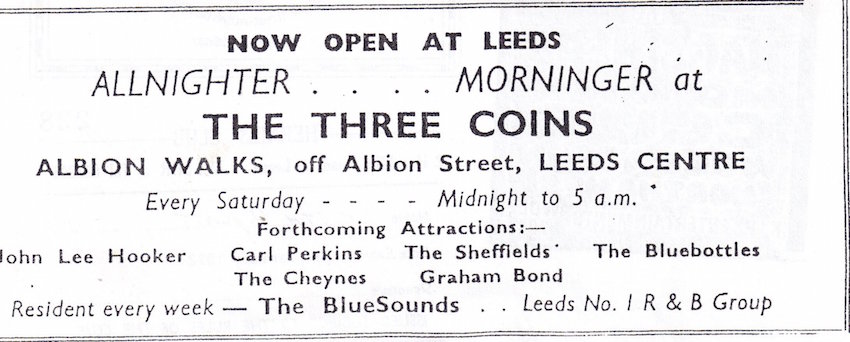 NOW OPEN AT LEEDS
ALLNIGHTER . . . . MORNINGER at
THE THREE COINS
ALBION WALKS, off Albion Street, LEEDS CENTRE
Every Saturday - - - - Midnight to 5 a.m.
Forthcoming Attractions:—
John Lee Hooker Carl Perkins The Sheffields The Bluebottles
The Cheynes Graham Bond
Resident every week — The BlueSounds . . Leeds No. 1 R & B Group